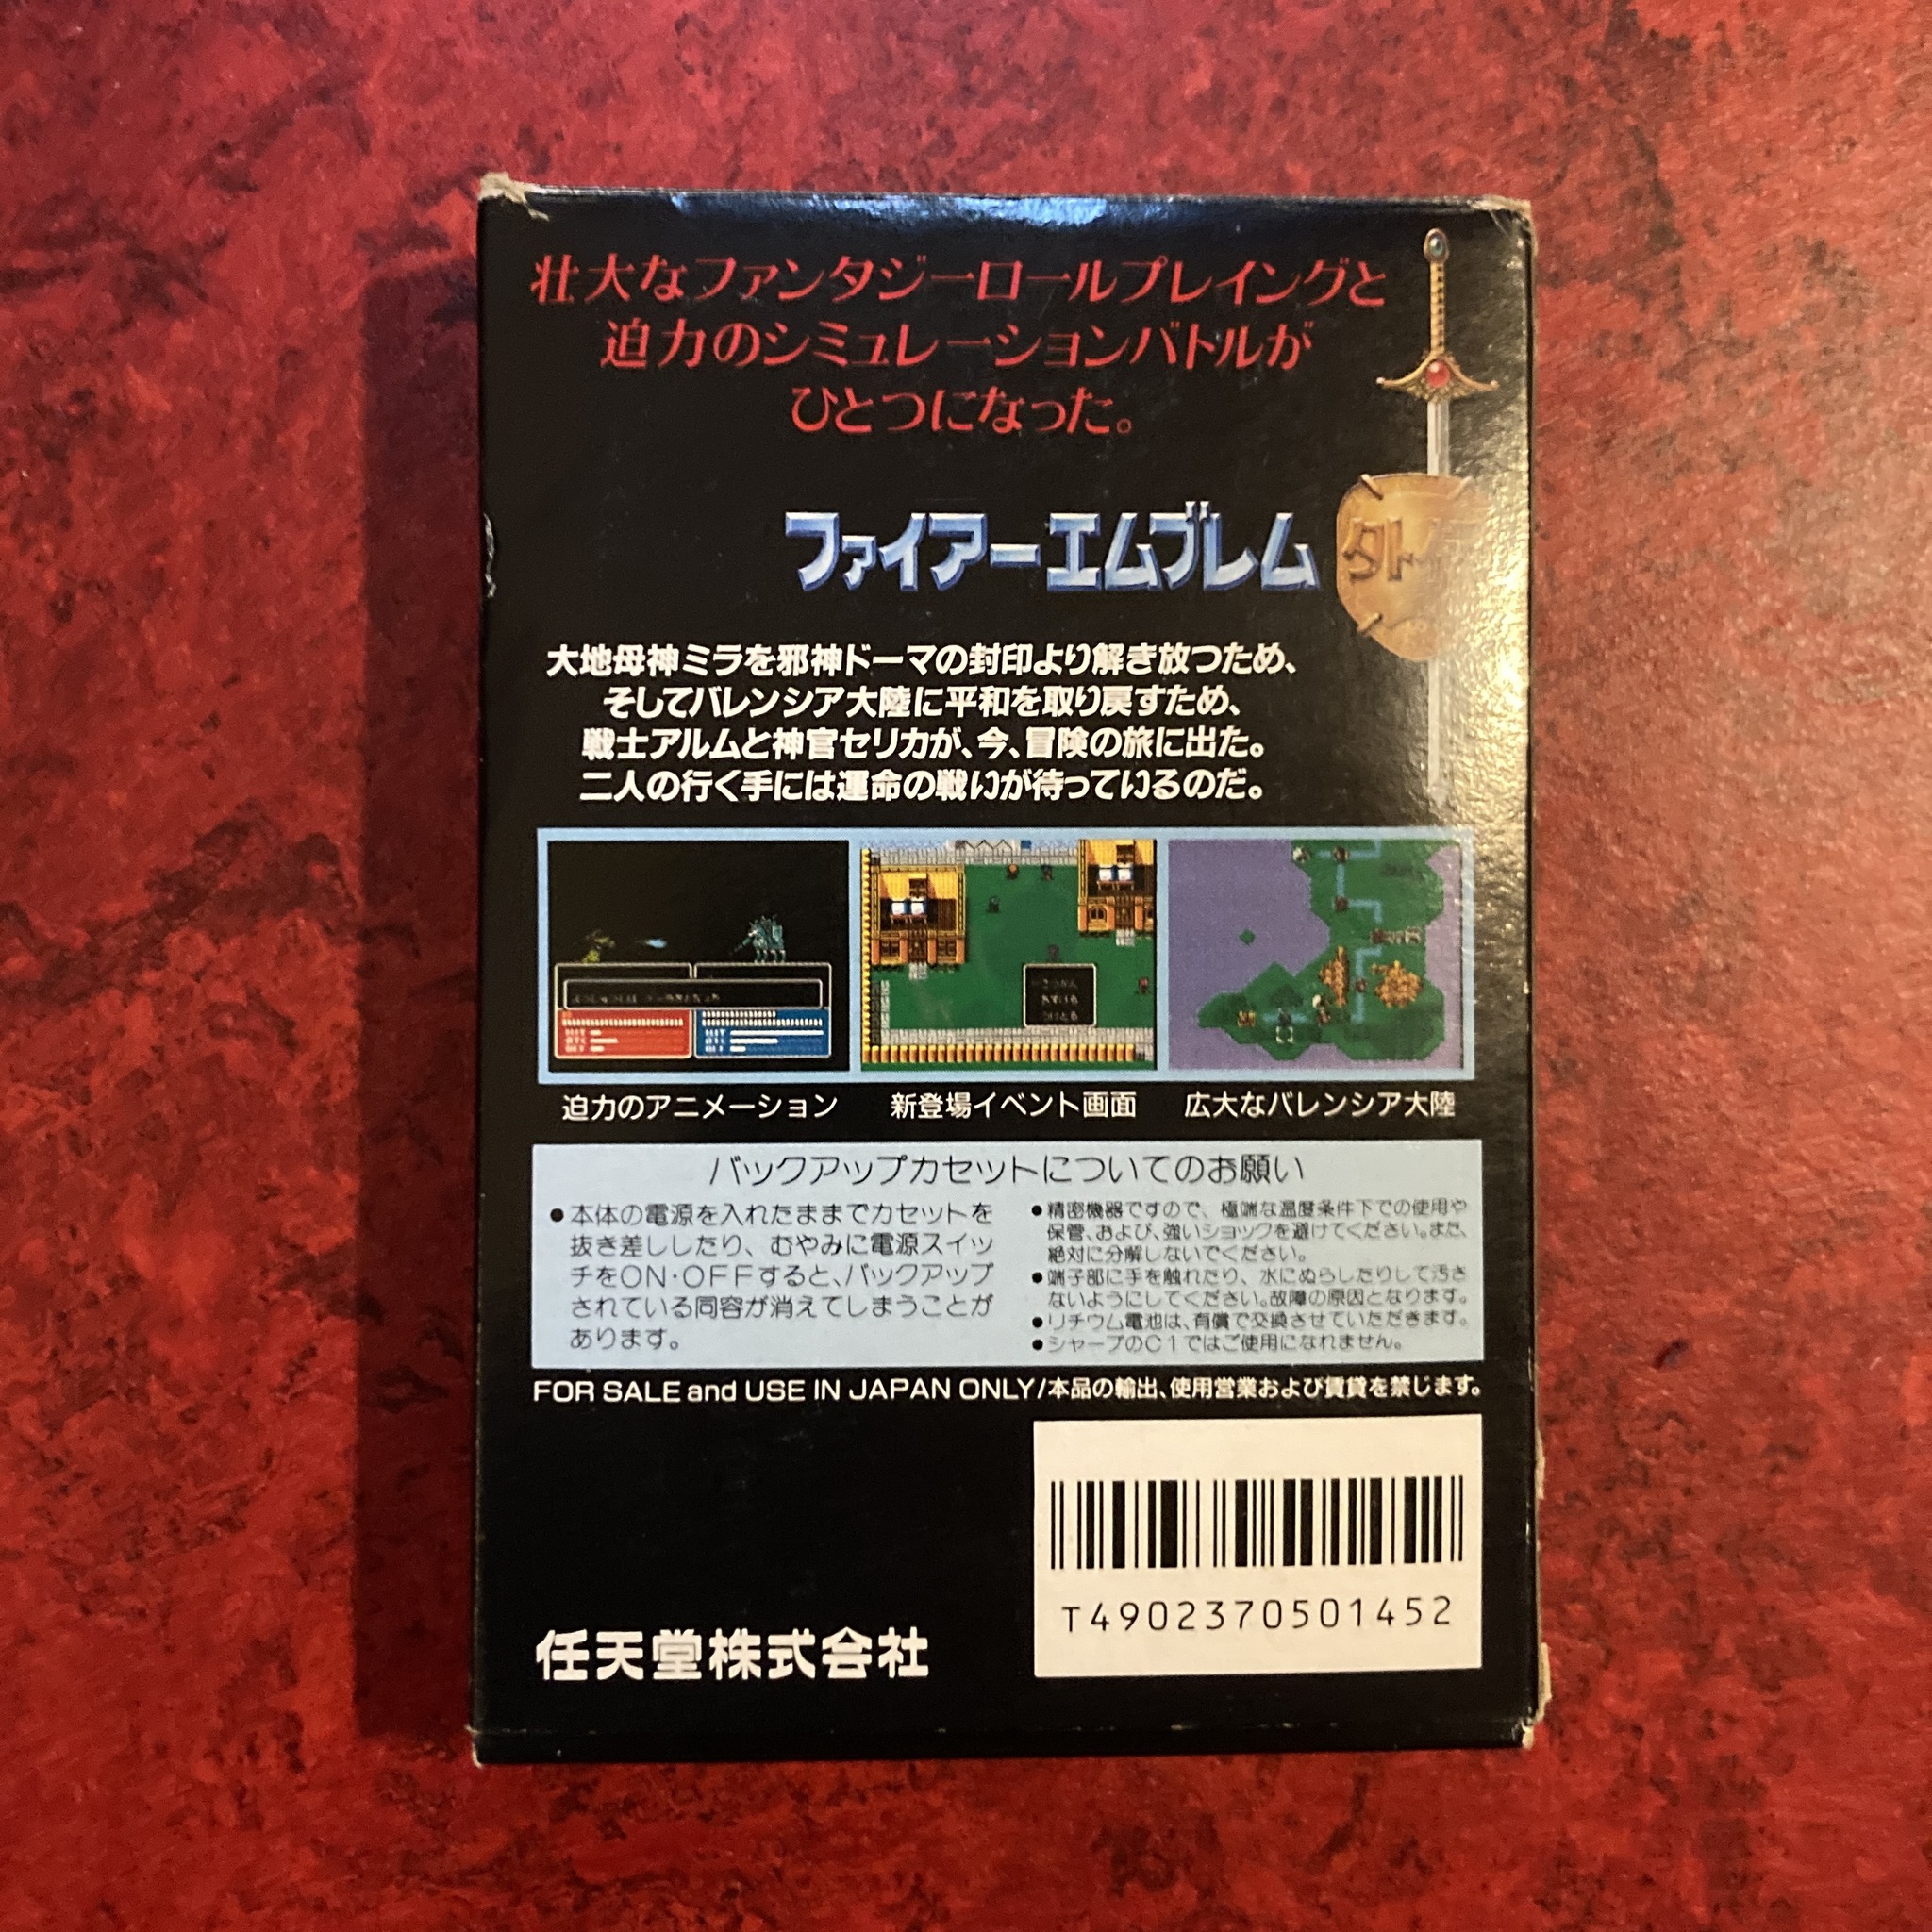 壮大なファンタジーロールプレイングと
迫力のシミュレーションバトルが
ひとつになった。
ファイアーエムブレム
外
大地母神ミラを邪神ドーマの封印より解き放つため、
そしてバレンシア大陸に平和を取り戻すため、
戦士アルムと神官セリカが、今、冒険の旅に出た。
二人の行く手には運命の戦いが待っているのだ。
あずける
迫力のアニメーション
新登場イベント画面
広大なバレンシア大陸
バックアップカセットについてのお願い
●本体の電源を入れたままでカセットを
抜き差ししたり、むやみに電源スイッ
チをON・OFFすると、バックアップ
されている同容が消えてしまうことが
あります。
●精密機器ですので、極端な温度条件下での使用や
保管、および、強いショックを避けてください。また、
絶対に分解しないでください。
●端子部に手を触れたり、水にぬらしたりして汚さ
ないようにしてください。故障の原因となります。
●リチウム電池は、有償で交換させていただきます。
●シャープのC1ではご使用になれません。
FOR SALE and USE IN JAPAN ONLY/本品の輸出、使用営業および賃貸を禁じます。
T4902370501452
任天堂株式会社